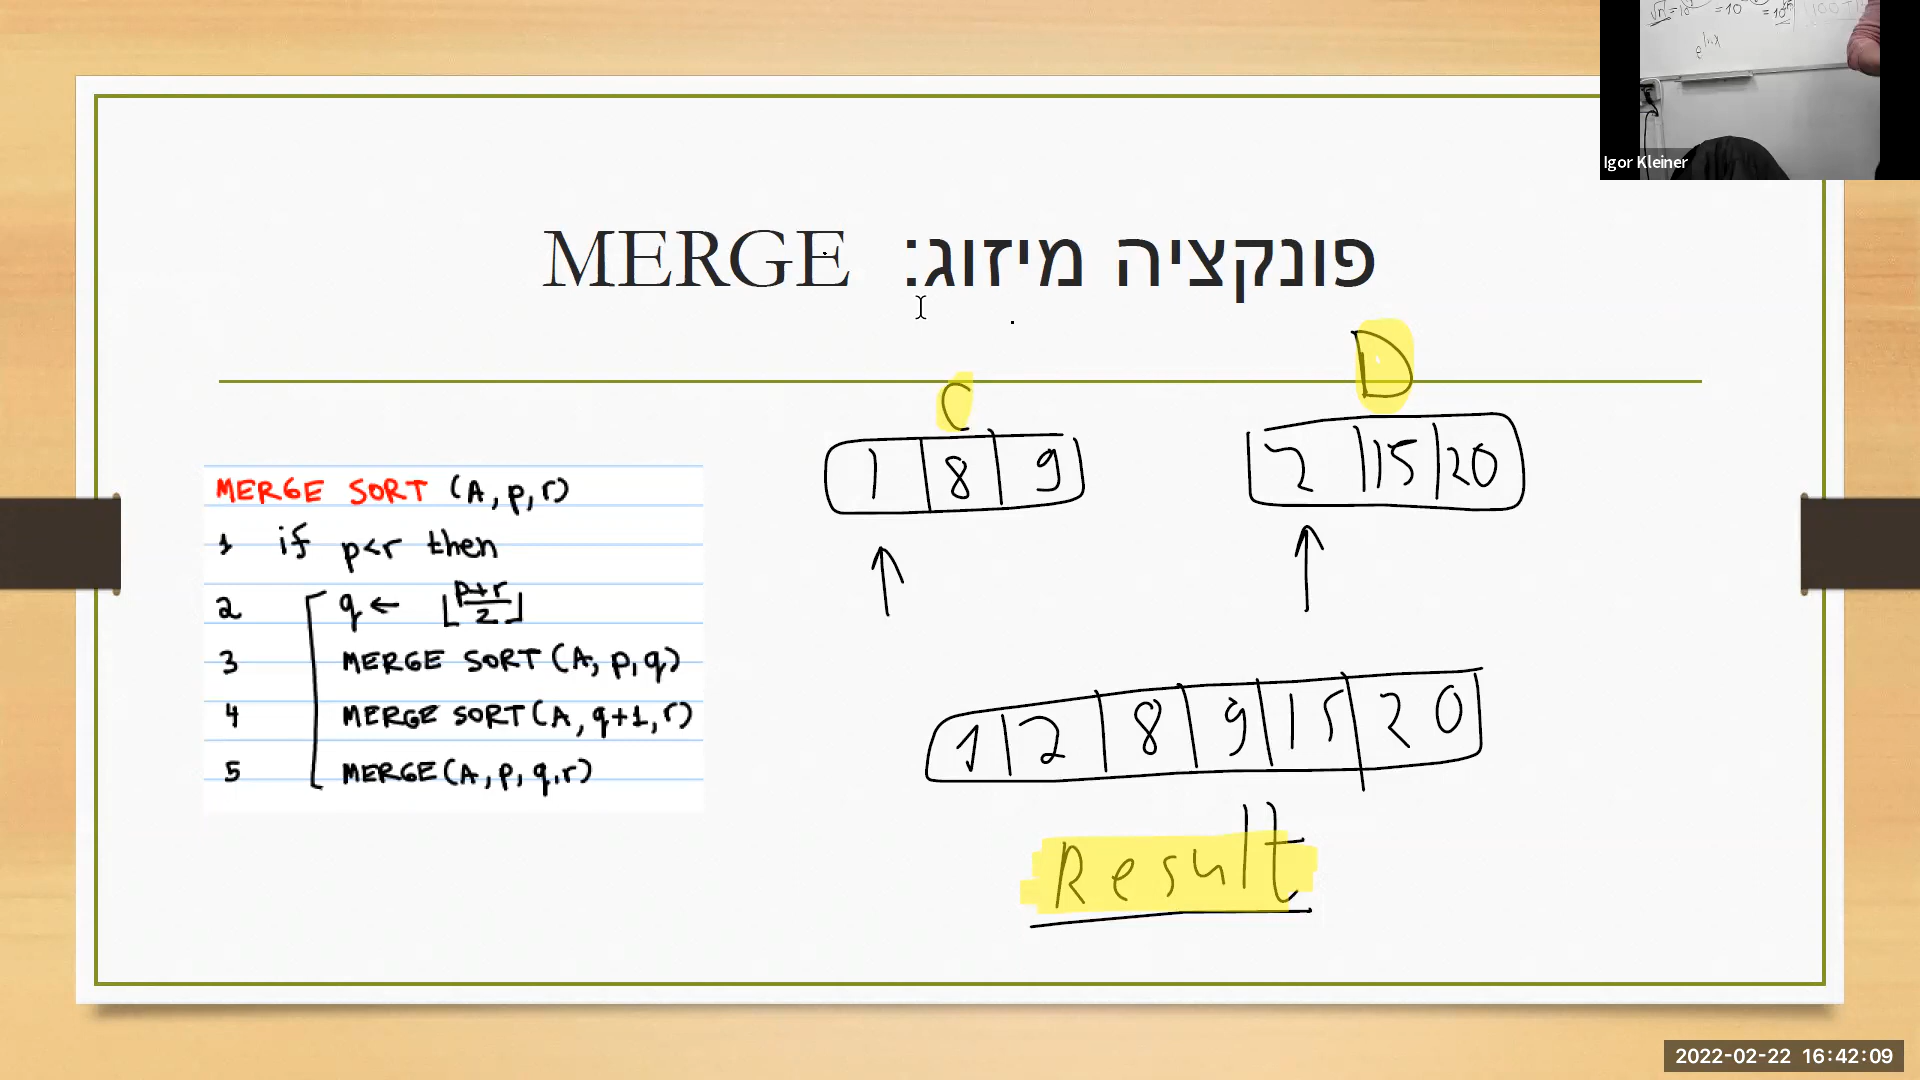 פונקציה מיזוג: MERGE
C
D
1 8 9
2 15 20
MERGE SORT (A, p, r)
1 if p<r then
2 q ← ⌊p+r/2⌋
3 MERGE SORT (A, p, q)
4 MERGE SORT (A, q+1, r)
5 MERGE (A, p, q, r)
1 2 8 9 15 20
Result
e^lnx
Igor Kleiner
2022-02-22 16:42:09